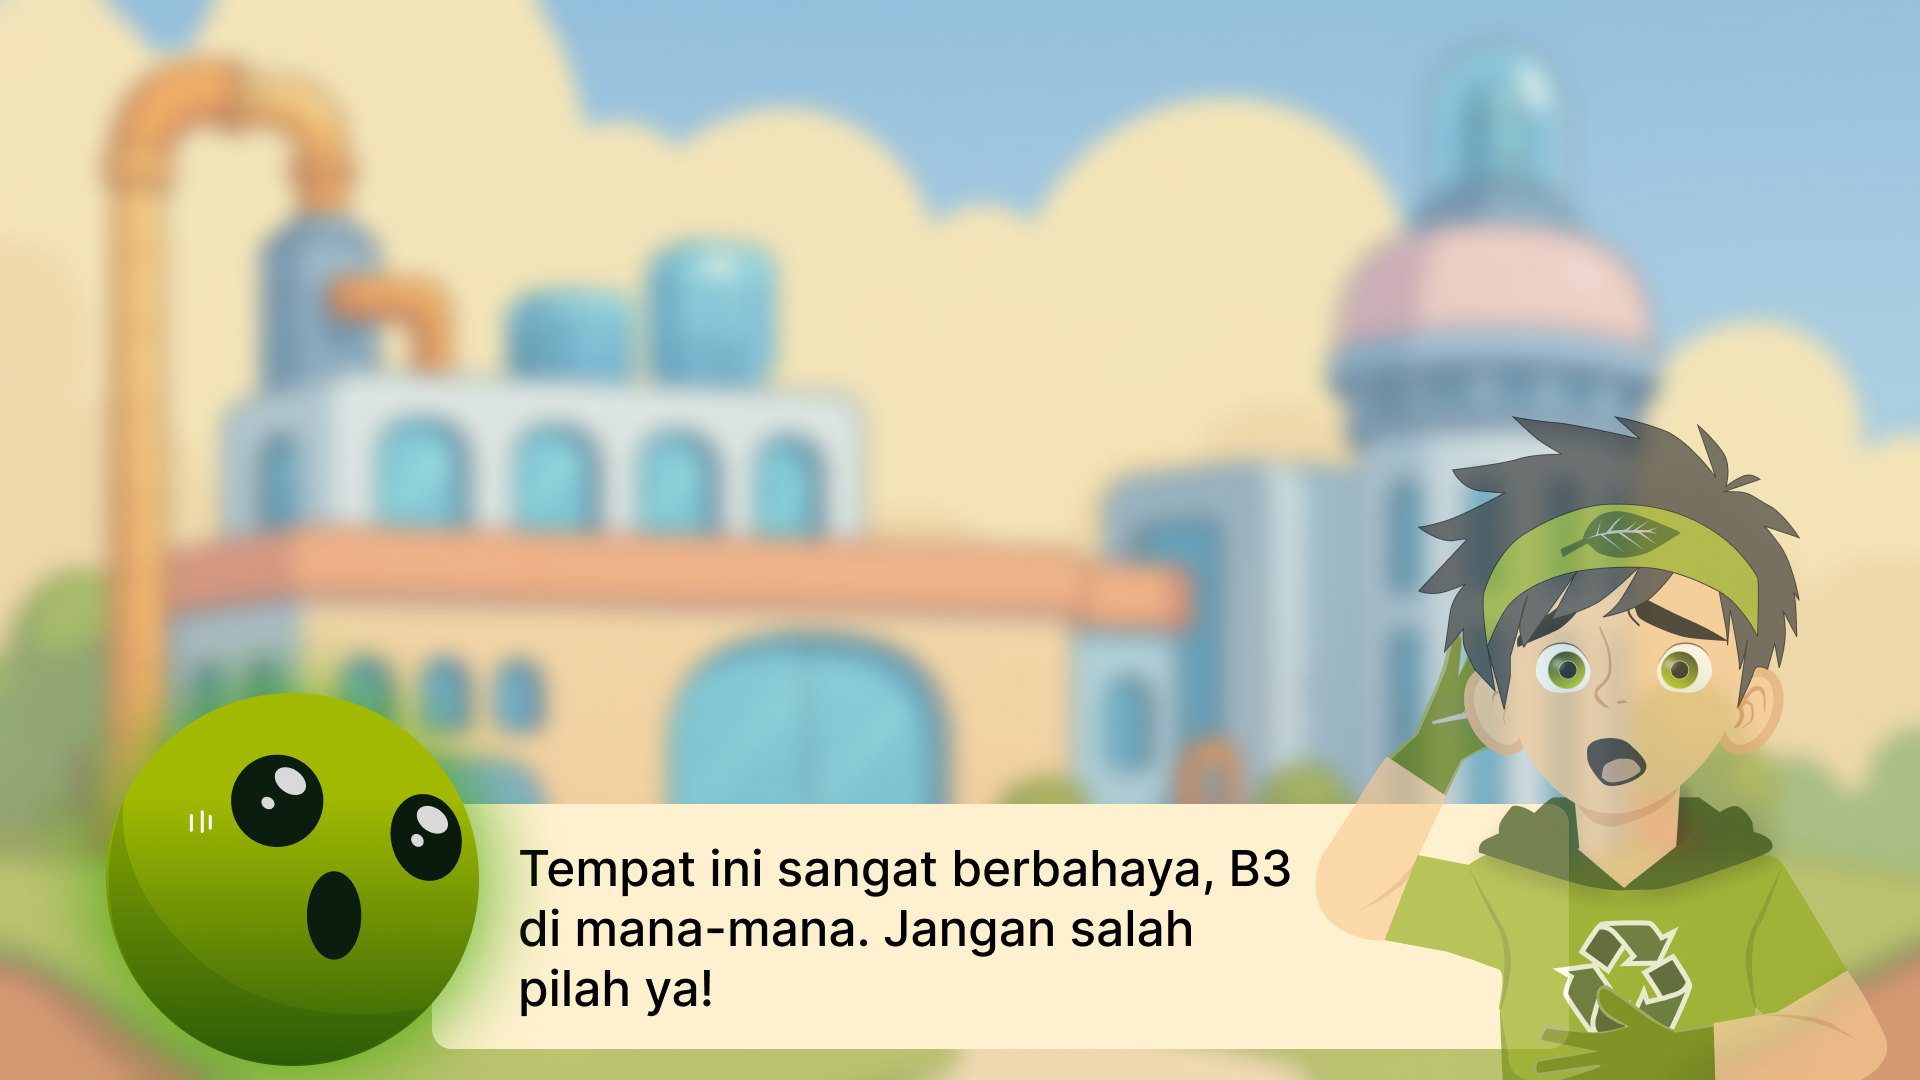 Tempat ini sangat berbahaya, B3
di mana-mana. Jangan salah
pilah ya!